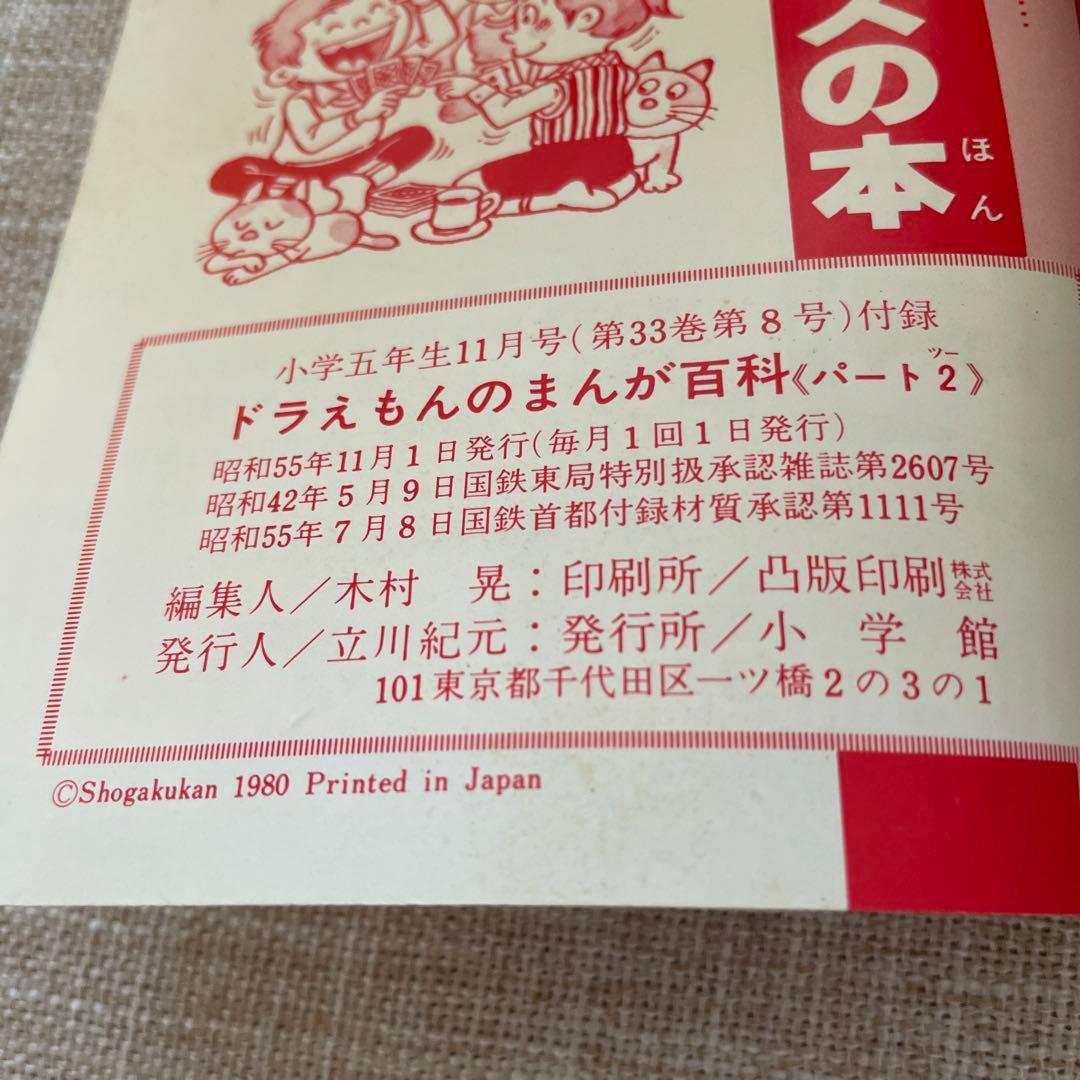 の本
ほん
小学五年生11月号(第33巻第8号)付録
ドラえもんのまんが百科《パート2》
ツー
昭和55年11月1日発行(毎月1回1日発行)
昭和42年5月9日国鉄東局特別扱承認雑誌第2607号
昭和55年7月8日国鉄首都付録材質承認第1111号
編集人/木村 晃:印刷所/凸版印刷株式会社
発行人/立川紀元:発行所/小学館
101東京都千代田区一ツ橋2の3の1
©Shogakukan 1980 Printed in Japan